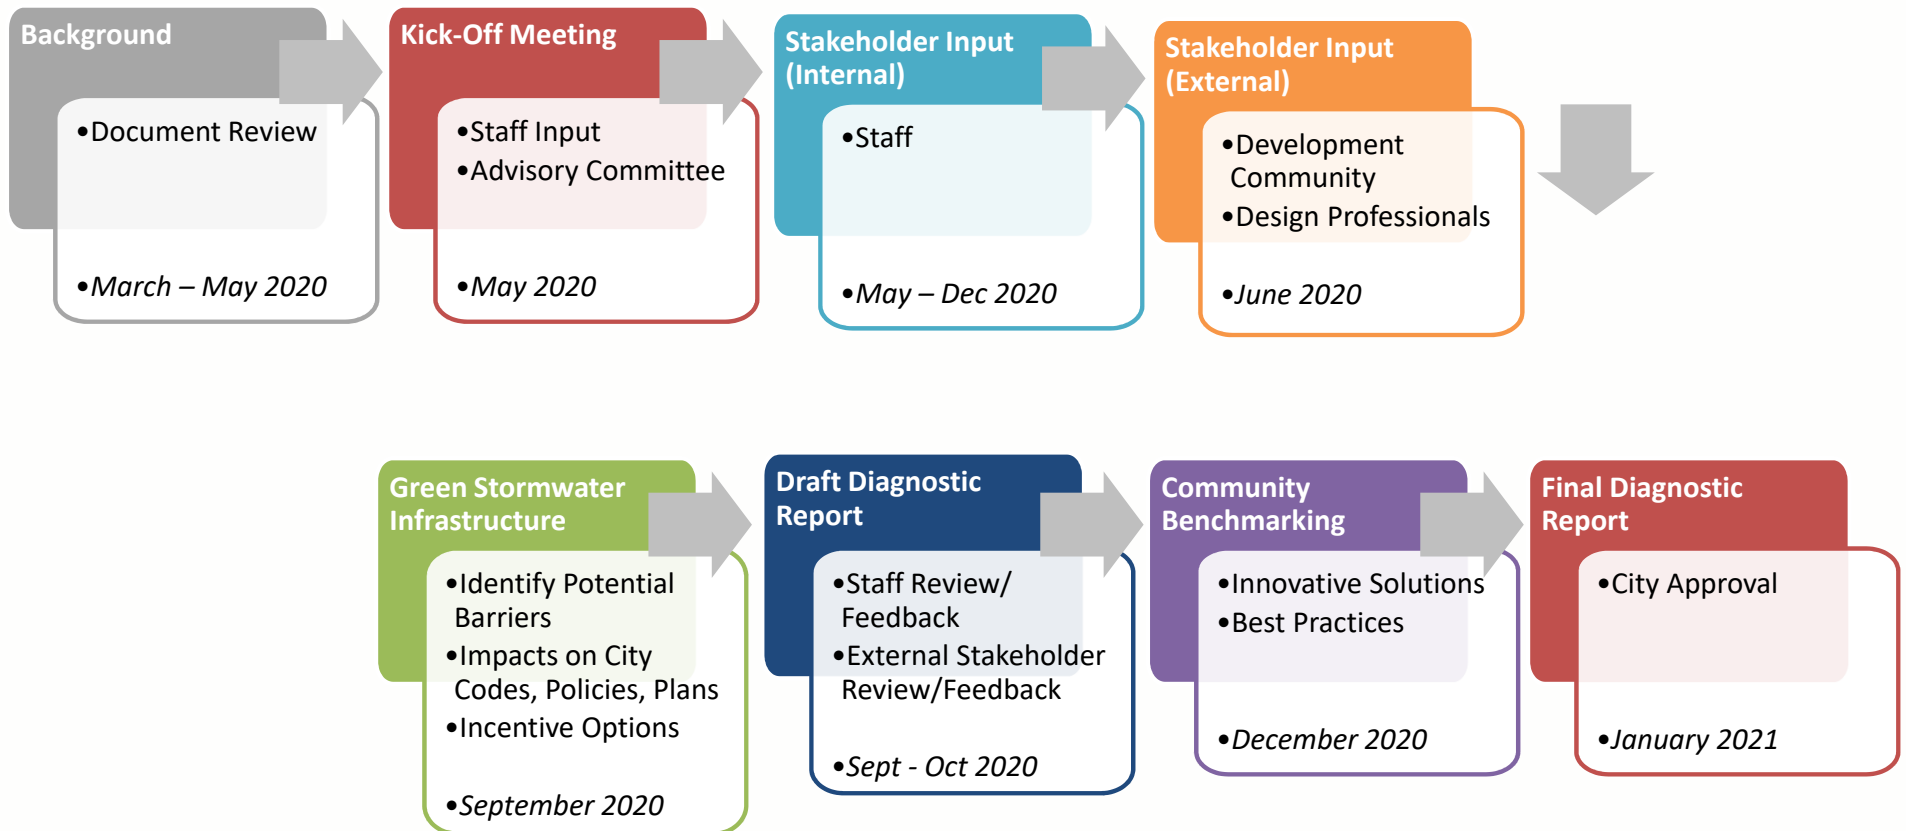 Background
•Document Review
•March – May 2020
Kick-Off Meeting
•Staff Input
•Advisory Committee
•May 2020
Stakeholder Input
(Internal)
•Staff
•May – Dec 2020
Stakeholder Input
(External)
•Development
Community
•Design Professionals
•June 2020
Green Stormwater
Infrastructure
•Identify Potential
Barriers
•Impacts on City
Codes, Policies, Plans
•Incentive Options
•September 2020
Draft Diagnostic
Report
•Staff Review/
Feedback
•External Stakeholder
Review/Feedback
•Sept - Oct 2020
Community
Benchmarking
•Innovative Solutions
•Best Practices
•December 2020
Final Diagnostic
Report
•City Approval
•January 2021